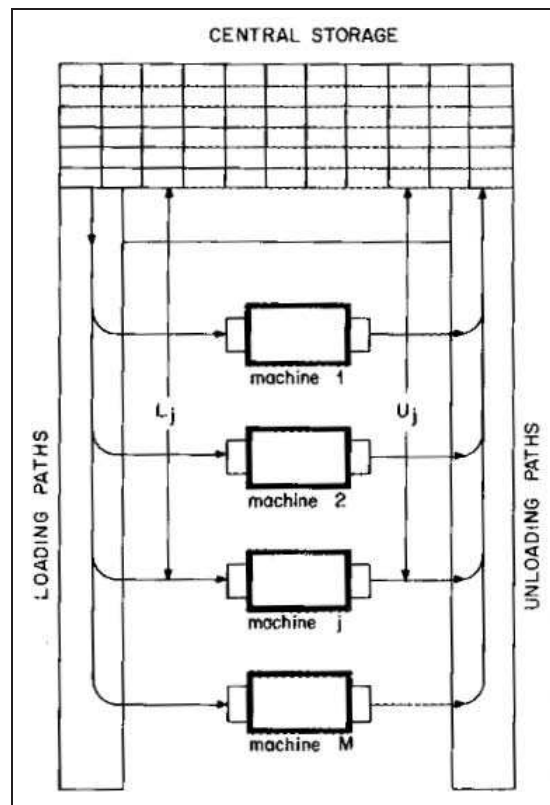 CENTRAL STORAGE
machine 1
Lj
Uj
machine 2
LOADING PATHS
UNLOADING PATHS
machine j
machine M